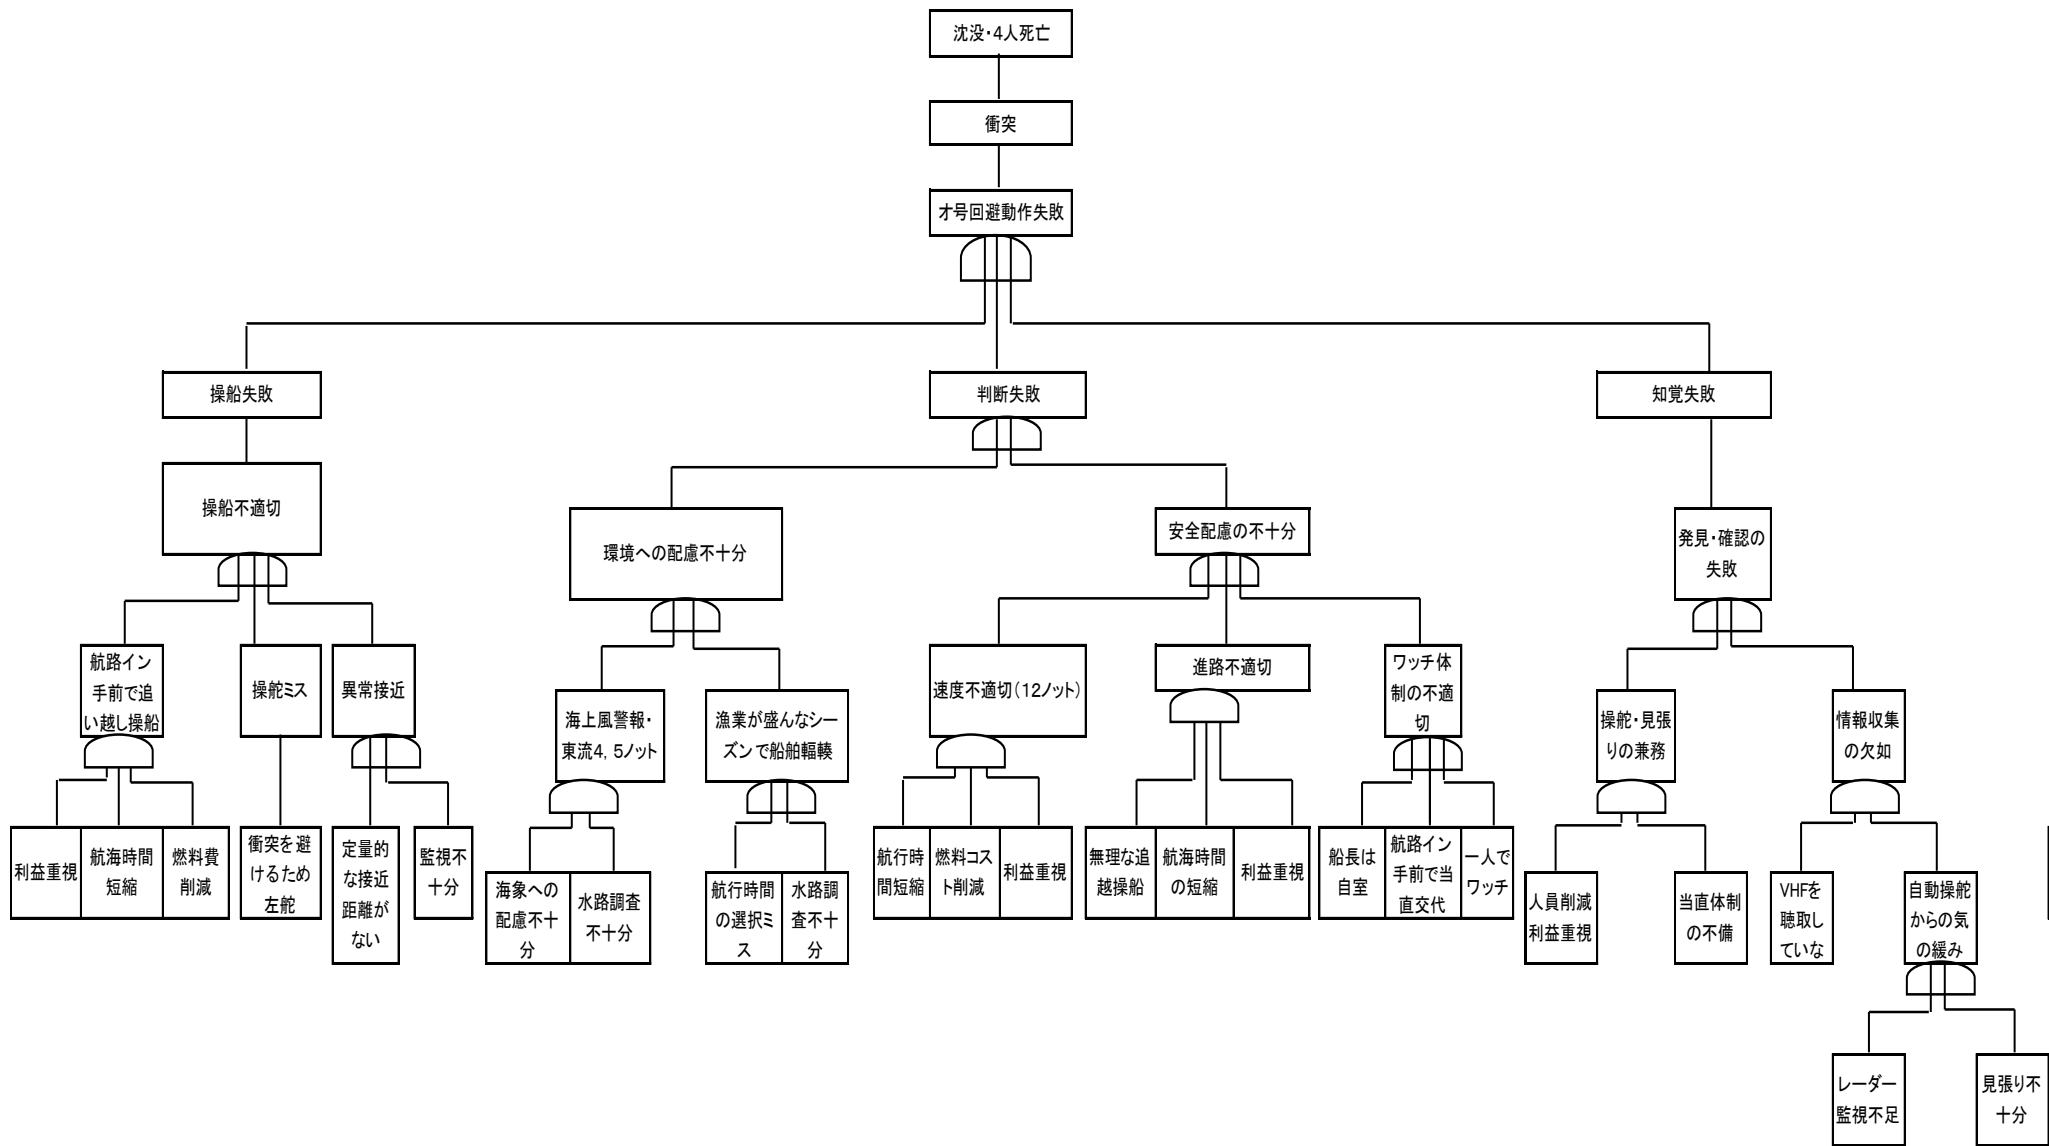 沈没・4人死亡
衝突
オ号回避動作失敗
操船失敗
判断失敗
知覚失敗
操船不適切
環境への配慮不十分
安全配慮の不十分
発見・確認の
失敗
航路イン
手前で追
い越し操船
操舵ミス
異常接近
海上風警報・
東流4,5ノット
漁業が盛んなシー
ズンで船舶輻輳
速度不適切(12ノット)
進路不適切
ワッチ体
制の不適
切
操舵・見張
りの兼務
情報収集
の欠如
利益重視
航海時間
短縮
燃料費
削減
衝突を避
けるため
左舵
定量的
な接近
距離が
ない
監視不
十分
海象への
配慮不十
分
水路調査
不十分
航行時間
の選択ミ
ス
水路調
査不十
分
航行時
間短縮
燃料コス
ト削減
利益重視
無理な追
越操船
航海時間
の短縮
利益重視
船長は
自室
航路イン
手前で当
直交代
一人で
ワッチ
人員削減
利益重視
当直体制
の不備
VHFを
聴取し
ていな
自動操舵
からの気
の緩み
レーダー
監視不足
見張り不
十分